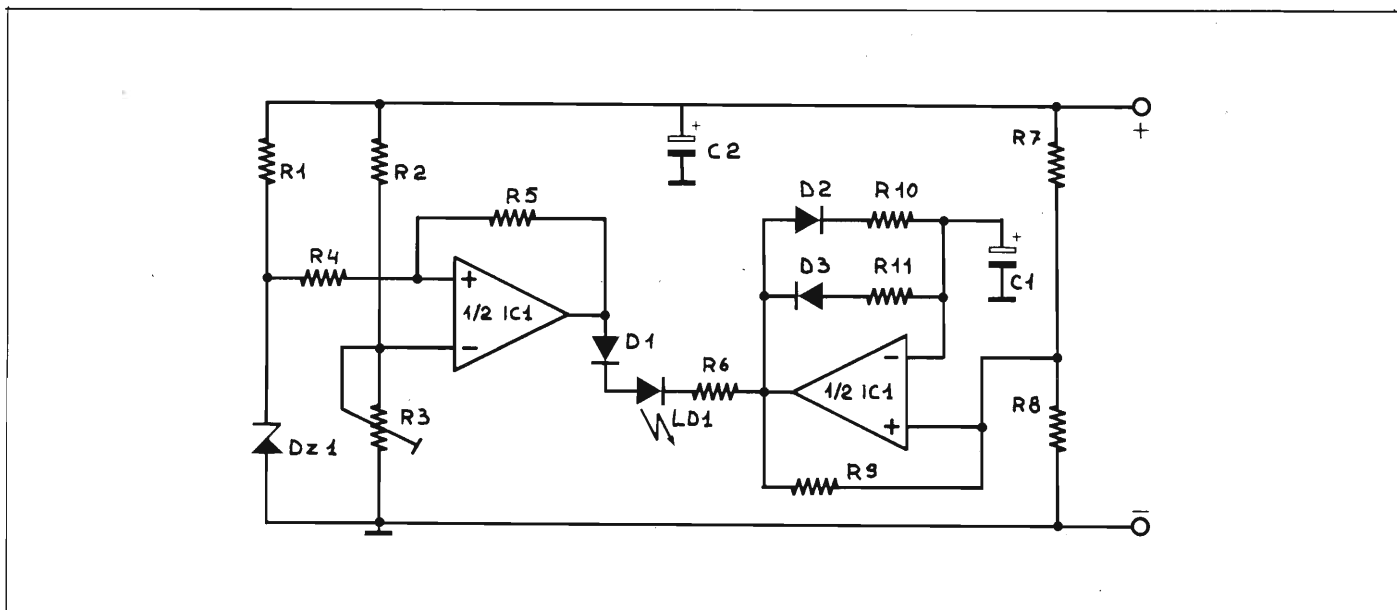 R1
R2
C2
+
R7
+
R5
D2
R10
R4
+
D3
R11
+
C1
1/2 IC1
−
D1
R6
−
1/2 IC1
+
R8
R3
LD1
Dz1
R9
−